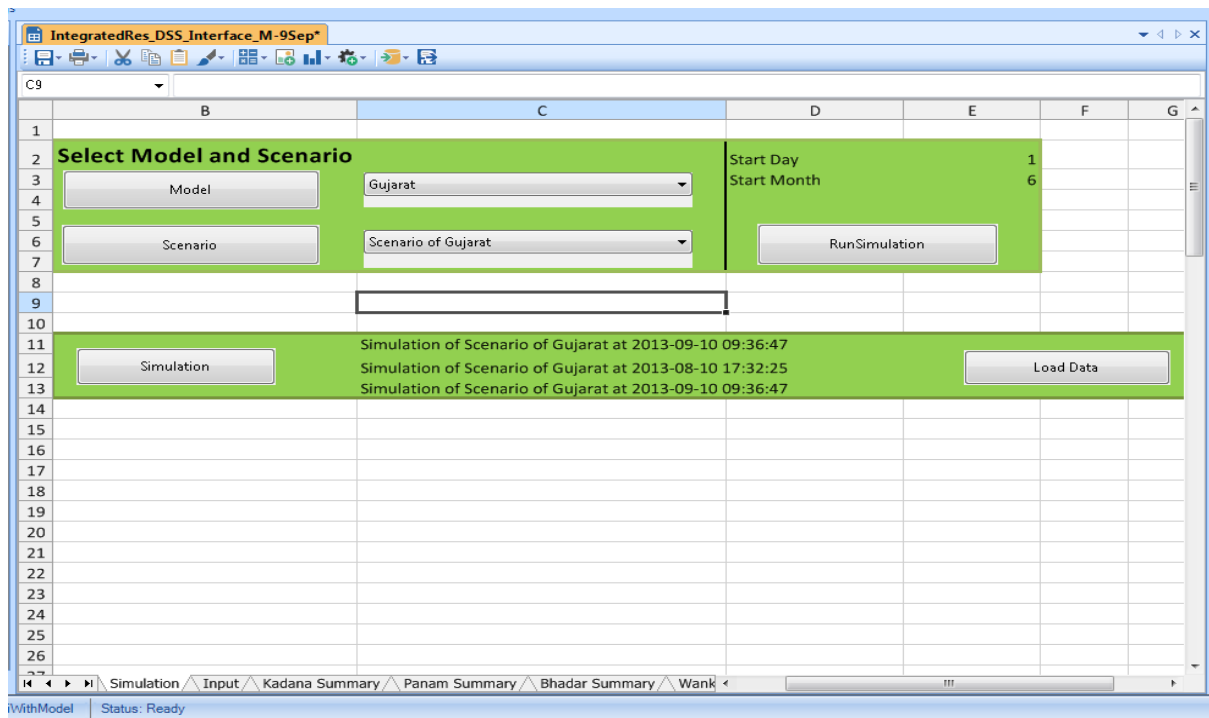 IntegratedRes_DSS_Interface_M-9Sep*
C9
B C D E F G
1
2 Select Model and Scenario Start Day 1
3 Model Gujarat Start Month 6
4
5
6 Scenario Scenario of Gujarat RunSimulation
7
8
9
10
11 Simulation of Scenario of Gujarat at 2013-09-10 09:36:47
12 Simulation Simulation of Scenario of Gujarat at 2013-08-10 17:32:25 Load Data
13 Simulation of Scenario of Gujarat at 2013-09-10 09:36:47
14
15
16
17
18
19
20
21
22
23
24
25
26
Simulation Input Kadana Summary Panam Summary Bhadar Summary Wank
iWithModel Status: Ready